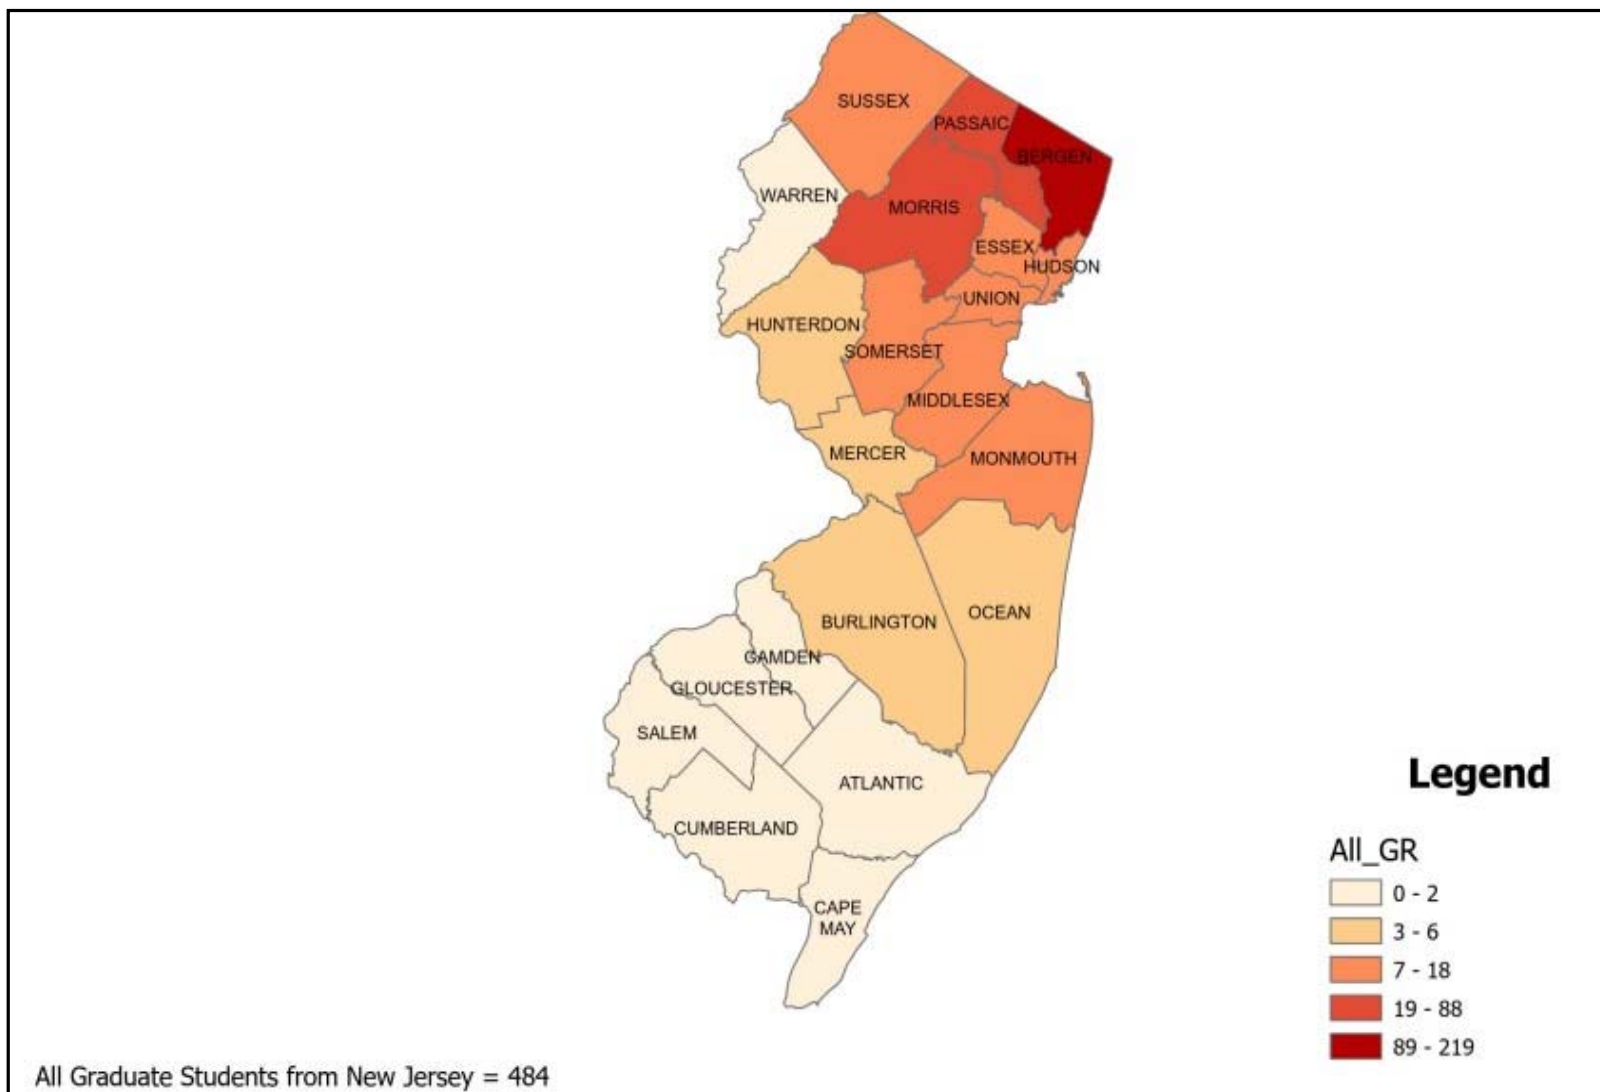 SUSSEX
PASSAIC
BERGEN
WARREN
MORRIS
ESSEX
HUDSON
UNION
HUNTERDON
SOMERSET
MIDDLESEX
MERCER
MONMOUTH
OCEAN
BURLINGTON
CAMDEN
GLOUCESTER
SALEM
ATLANTIC
CUMBERLAND
CAPE
MAY
Legend
All_GR
0 - 2
3 - 6
7 - 18
19 - 88
89 - 219
All Graduate Students from New Jersey = 484